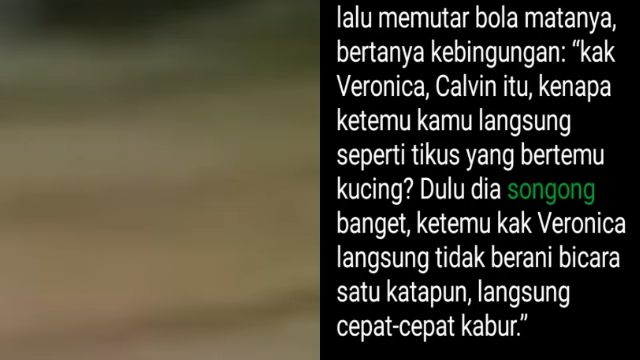 lalu memutar bola matanya,
bertanya kebingungan: “kak
Veronica, Calvin itu, kenapa
ketemu kamu langsung
seperti tikus yang bertemu
kucing? Dulu dia songong
banget, ketemu kak Veronica
langsung tidak berani bicara
satu katapun, langsung
cepat-cepat kabur.”